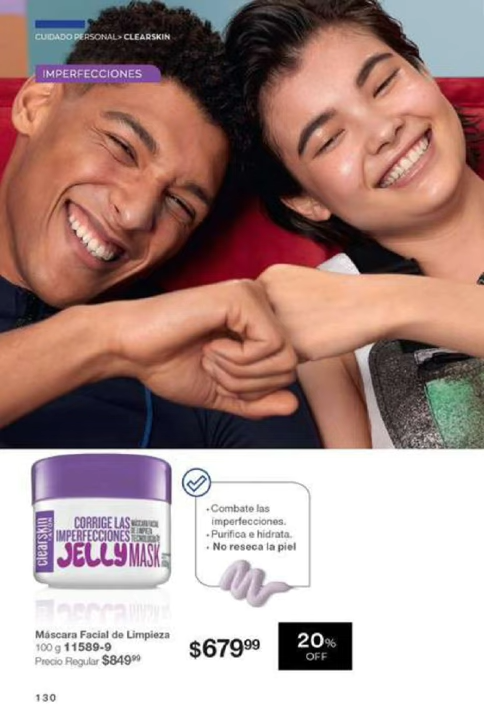 CUIDADO PERSONAL> CLEARSKIN
IMPERFECCIONES
clearskin
CORRIGE LAS
IMPERFECCIONES
JELLY MASK
• Combate las
imperfecciones.
• Purifica e hidrata.
• No reseca la piel
Máscara Facial de Limpieza
100 g 11589-9
Precio Regular $849⁹⁹
$679⁹⁹
20%
OFF
130